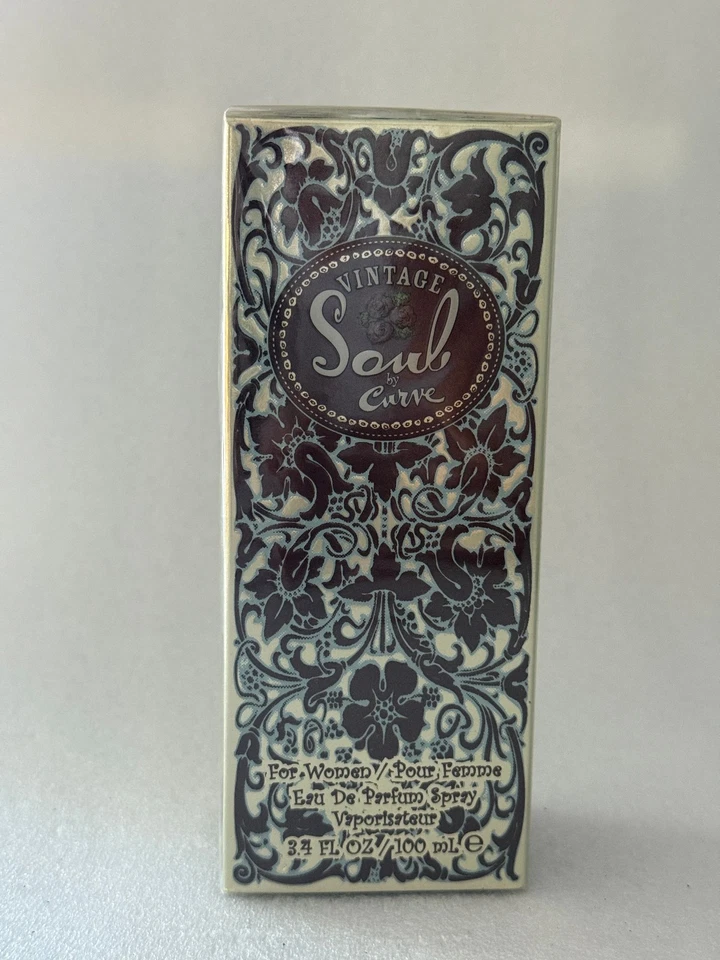 VINTAGE
Soul
by
Curve
For Women // Pour Femme
Eau De Parfum Spray
Vaporisateur
3.4 FL OZ / 100 mL ℮